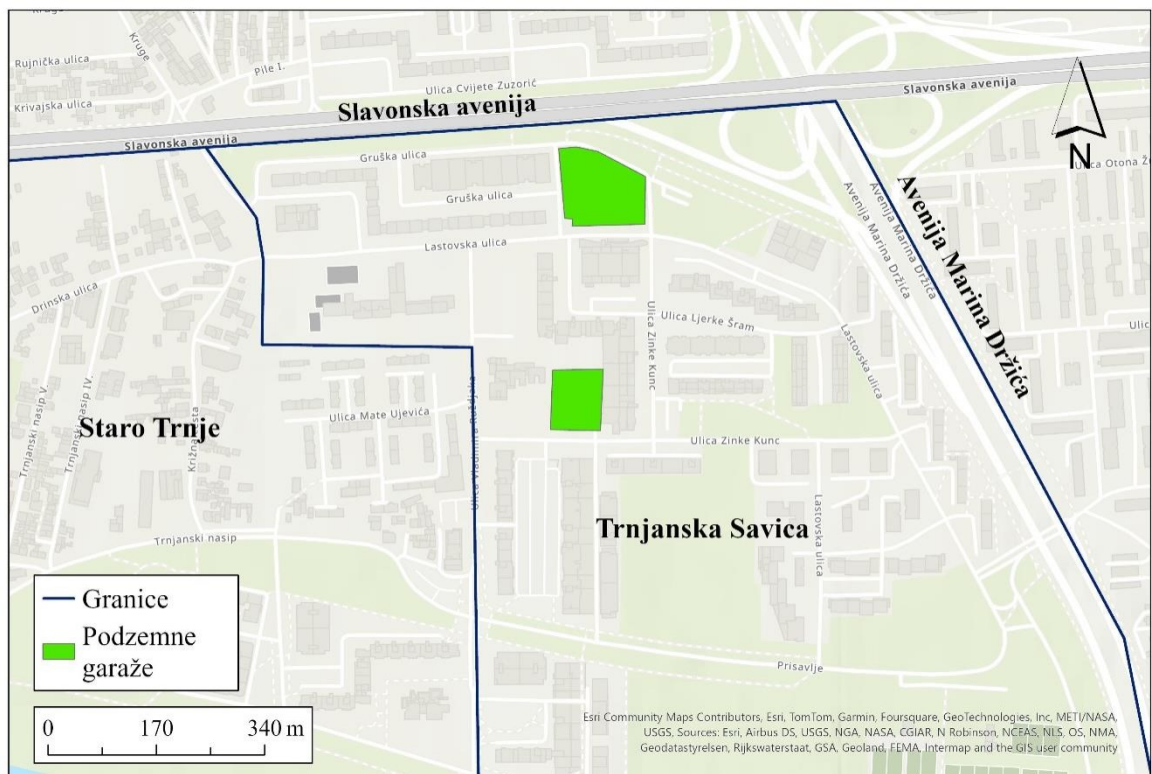 Kruge
Kruge
Rujnička ulica
Pile I.
Krivajska ulica
Ulica Cvijete Zuzorić
Slavonska avenija
Slavonska avenija
Slavonska avenija
N
Gruška ulica
Gruška ulica
Avenija Marina Držića
Avenija Marina Držića
Avenija Marina Držića
Lastovska ulica
Drinska ulica
Ulica Zinke Kunc
Ulica Ljerke Šram
Lastovska ulica
Trnjanski nasip V.
Trnjanski nasip IV.
Staro Trnje
Ulica Mate Ujevića
Ulica Zinke Kunc
Trnjanska Savica
Lastovska ulica
Trnjanski nasip
Prisavlje
Granice
Podzemne
garaže
0 170 340 m
Esri Community Maps Contributors, Esri, TomTom, Garmin, Foursquare, GeoTechnologies, Inc, METI/NASA,
USGS, Sources: Esri, Airbus DS, USGS, NGA, NASA, CGIAR, N Robinson, NCEAS, NLS, OS, NMA,
Geodatastyrelsen, Rijkswaterstaat, GSA, Geoland, FEMA, Intermap and the GIS user community